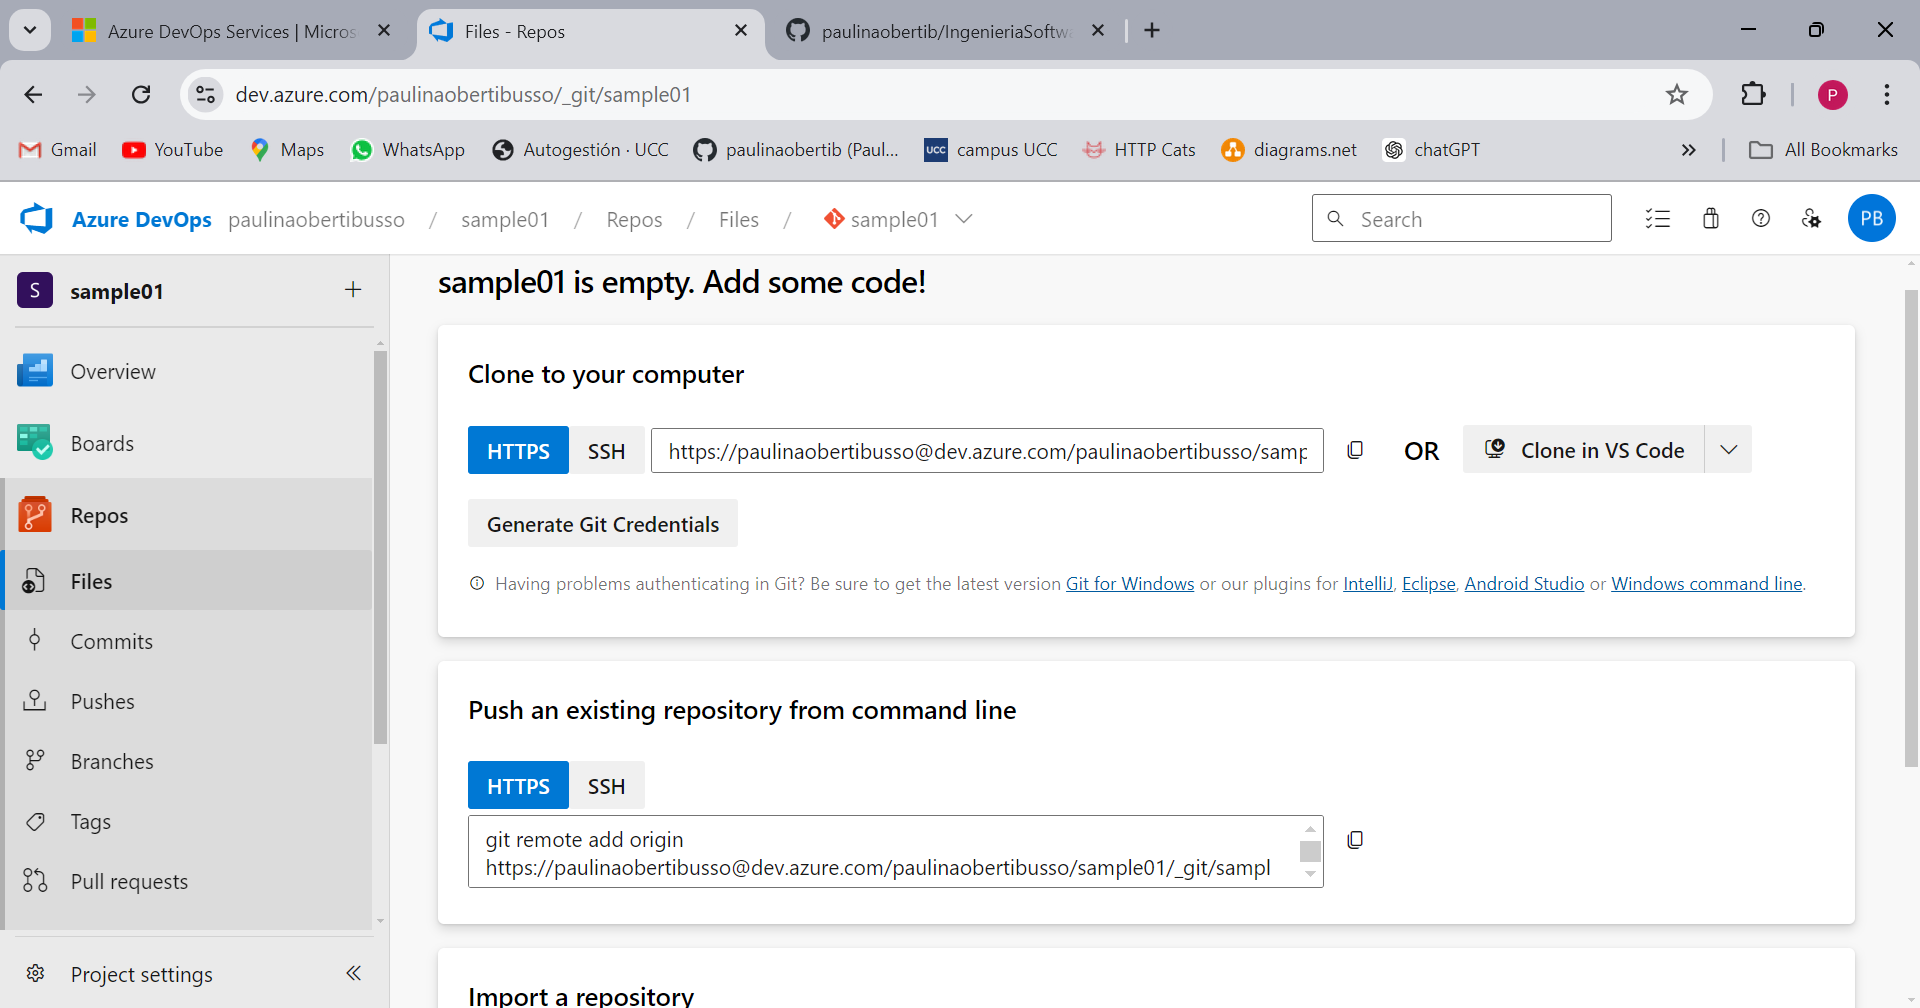 Azure DevOps Services | Micros
Files - Repos
paulinaobertib/IngenieriaSoftw
dev.azure.com/paulinaobertibusso/_git/sample01
P
Gmail
YouTube
Maps
WhatsApp
Autogestión · UCC
paulinaobertib (Paul...
UCC
campus UCC
HTTP Cats
diagrams.net
chatGPT
»
All Bookmarks
Azure DevOps
paulinaobertibusso / sample01 / Repos / Files / sample01
Search
PB
S
sample01
+
Overview
Boards
Repos
Files
Commits
Pushes
Branches
Tags
Pull requests
Project settings
sample01 is empty. Add some code!
Clone to your computer
HTTPS
SSH
https://paulinaobertibusso@dev.azure.com/paulinaobertibusso/samp
OR
Clone in VS Code
Generate Git Credentials
Having problems authenticating in Git? Be sure to get the latest version Git for Windows or our plugins for IntelliJ, Eclipse, Android Studio or Windows command line.
Push an existing repository from command line
HTTPS
SSH
git remote add origin
https://paulinaobertibusso@dev.azure.com/paulinaobertibusso/sample01/_git/sampl
Import a repository